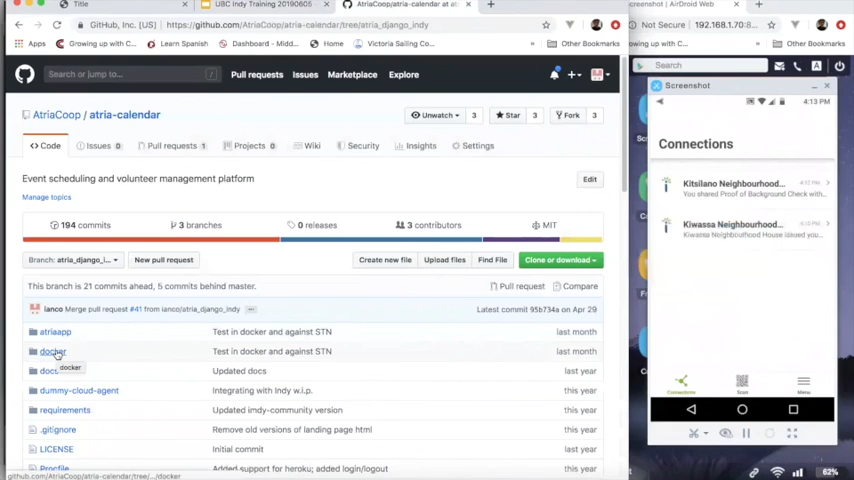 Title
UBC Indy Training 20190605
AtriaCoop/atria-calendar at a
Screenshot | AirDroid Web
GitHub, Inc. [US] | https://github.com/AtriaCoop/atria-calendar/tree/atria_django_indy
Not Secure | 192.168.1.70:8
Apps Growing up with C... Learn Spanish Dashboard - Midd... Home Victoria Sailing Co... » Other Bookmarks
owing up with C... » Other Bookmarks
Search or jump to... / Pull requests Issues Marketplace Explore
Search
Screenshot
4:13 PM
AtriaCoop / atria-calendar
Unwatch 3 Star 3 Fork 3
Connections
Code Issues 0 Pull requests 1 Projects 0 Wiki Security Insights Settings
Event scheduling and volunteer management platform
Edit
Manage topics
Kitsilano Neighbourhood... 4:12 PM
You shared Proof of Background Check with...
194 commits 3 branches 0 releases 3 contributors MIT
Kiwassa Neighbourhood...
Kiwassa Neighbourhood House issued you...
Branch: atria_django_i... New pull request Create new file Upload files Find File Clone or download
This branch is 21 commits ahead, 5 commits behind master.
Pull request Compare
ianco Merge pull request #41 from ianco/atria_django_indy ...
Latest commit 95b734a on Apr 29
atriaapp Test in docker and against STN last month
docker Test in docker and against STN last month
docker
docs Updated docs last year
dummy-cloud-agent Integrating with Indy w.i.p. this year
requirements Updated imdy-community version this year
.gitignore Remove old versions of landing page html this year
LICENSE Initial commit last year
Procfile Added support for heroku; added login/logout this year
Connections Scan Menu
github.com/AtriaCoop/atria-calendar/tree/.../docker
62%